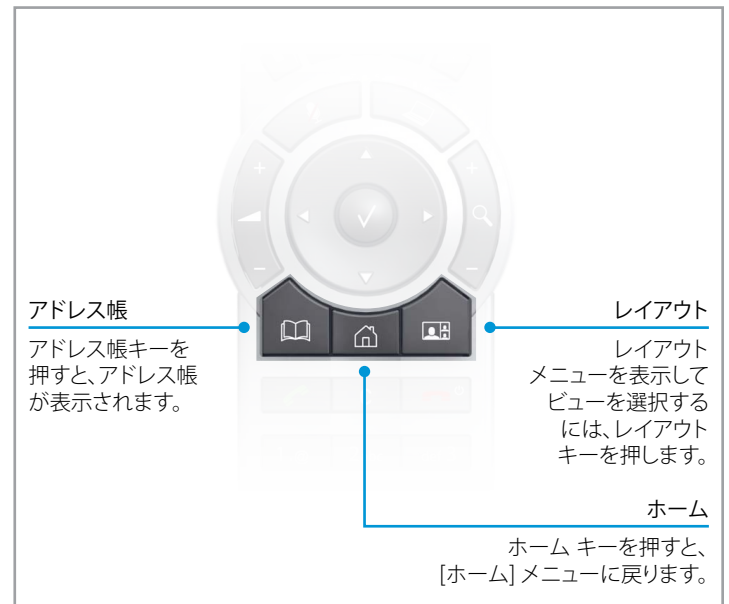 アドレス帳
アドレス帳キーを
押すと、アドレス帳
が表示されます。
レイアウト
レイアウト
メニューを表示して
ビューを選択する
には、レイアウト
キーを押します。
ホーム
ホーム キーを押すと、
[ホーム] メニューに戻ります。